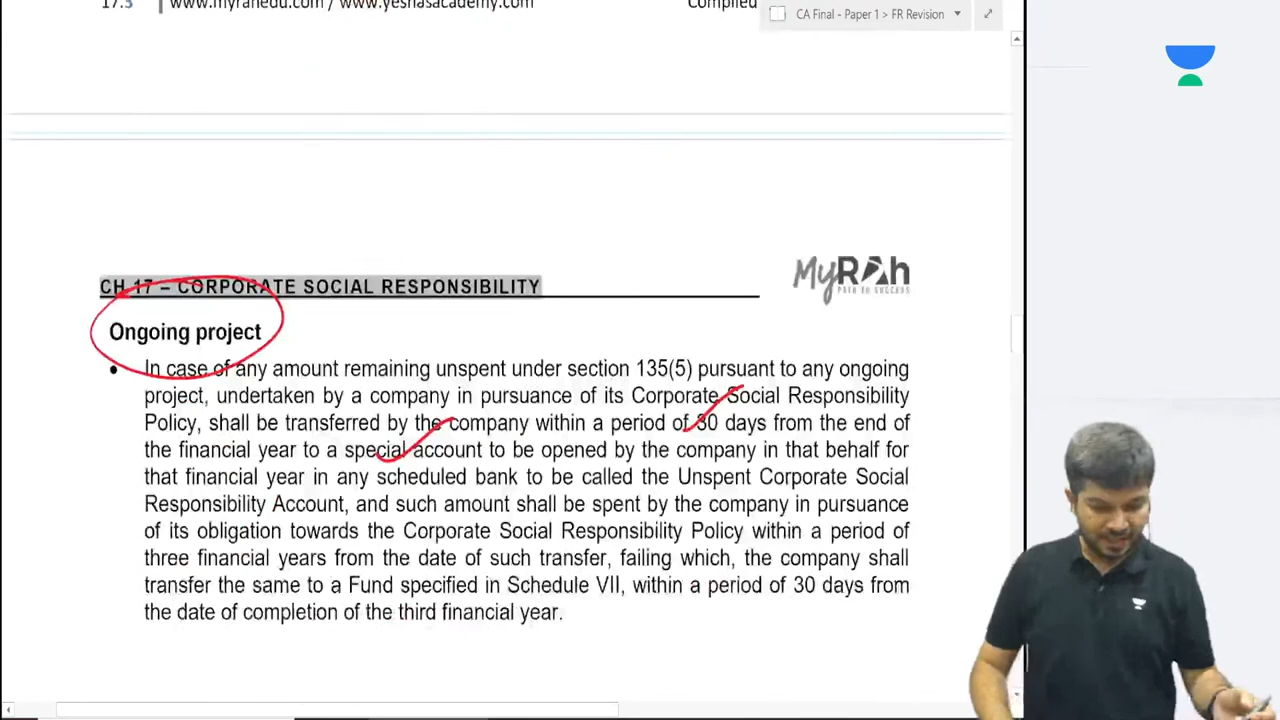 17.3 www.myrahedu.com / www.yeshasacademy.com Compiled
CA Final - Paper 1 > FR Revision
CH 17 – CORPORATE SOCIAL RESPONSIBILITY
MyRAh
PATH TO SUCCESS
Ongoing project
• In case of any amount remaining unspent under section 135(5) pursuant to any ongoing
project, undertaken by a company in pursuance of its Corporate Social Responsibility
Policy, shall be transferred by the company within a period of 30 days from the end of
the financial year to a special account to be opened by the company in that behalf for
that financial year in any scheduled bank to be called the Unspent Corporate Social
Responsibility Account, and such amount shall be spent by the company in pursuance
of its obligation towards the Corporate Social Responsibility Policy within a period of
three financial years from the date of such transfer, failing which, the company shall
transfer the same to a Fund specified in Schedule VII, within a period of 30 days from
the date of completion of the third financial year.